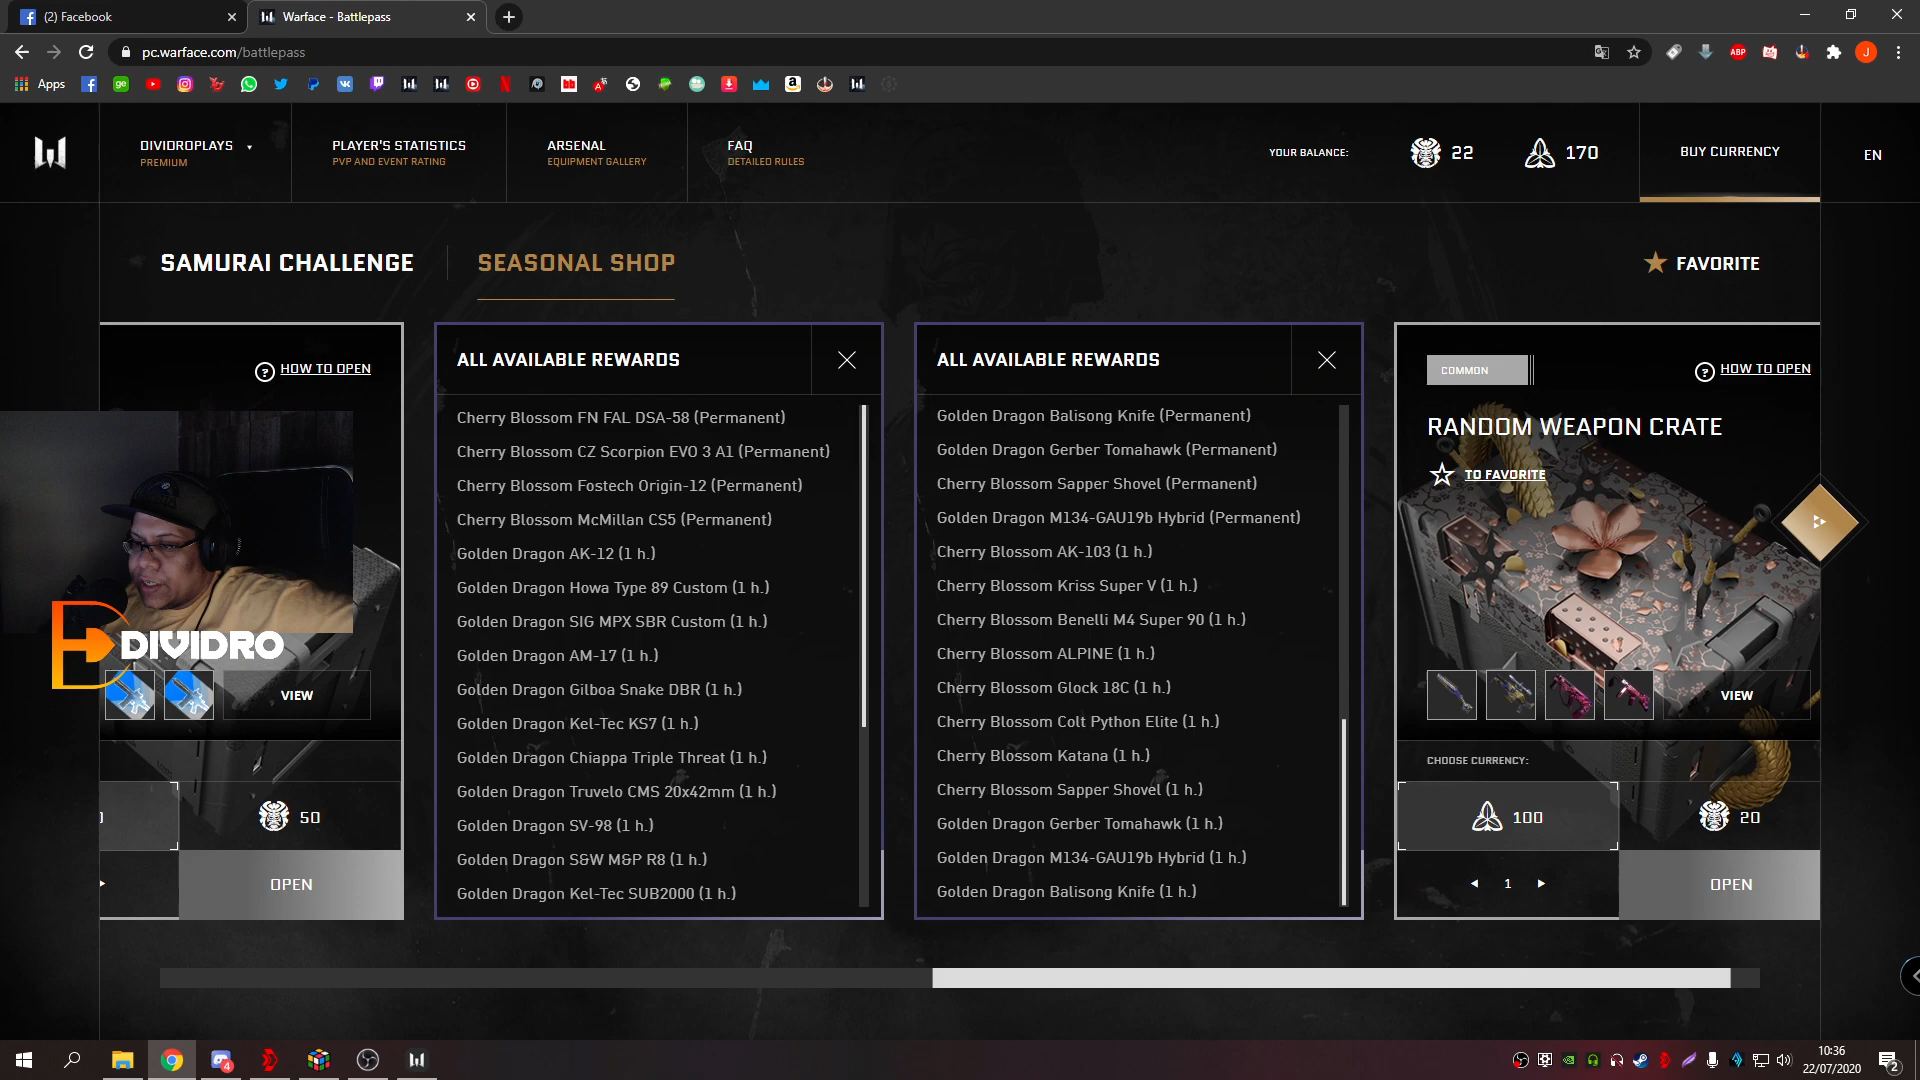 (2) Facebook
Warface - Battlepass
pc.warface.com/battlepass
ABP
J
Apps
DIVIDROPLAYS
PREMIUM
PLAYER'S STATISTICS
PVP AND EVENT RATING
ARSENAL
EQUIPMENT GALLERY
FAQ
DETAILED RULES
YOUR BALANCE:
22
170
BUY CURRENCY
EN
SAMURAI CHALLENGE
SEASONAL SHOP
FAVORITE
HOW TO OPEN
DIVIDRO
VIEW
50
OPEN
ALL AVAILABLE REWARDS
Cherry Blossom FN FAL DSA-58 (Permanent)
Cherry Blossom CZ Scorpion EVO 3 A1 (Permanent)
Cherry Blossom Fostech Origin-12 (Permanent)
Cherry Blossom McMillan CS5 (Permanent)
Golden Dragon AK-12 (1 h.)
Golden Dragon Howa Type 89 Custom (1 h.)
Golden Dragon SIG MPX SBR Custom (1 h.)
Golden Dragon AM-17 (1 h.)
Golden Dragon Gilboa Snake DBR (1 h.)
Golden Dragon Kel-Tec KS7 (1 h.)
Golden Dragon Chiappa Triple Threat (1 h.)
Golden Dragon Truvelo CMS 20x42mm (1 h.)
Golden Dragon SV-98 (1 h.)
Golden Dragon S&W M&P R8 (1 h.)
Golden Dragon Kel-Tec SUB2000 (1 h.)
ALL AVAILABLE REWARDS
Golden Dragon Balisong Knife (Permanent)
Golden Dragon Gerber Tomahawk (Permanent)
Cherry Blossom Sapper Shovel (Permanent)
Golden Dragon M134-GAU19b Hybrid (Permanent)
Cherry Blossom AK-103 (1 h.)
Cherry Blossom Kriss Super V (1 h.)
Cherry Blossom Benelli M4 Super 90 (1 h.)
Cherry Blossom ALPINE (1 h.)
Cherry Blossom Glock 18C (1 h.)
Cherry Blossom Colt Python Elite (1 h.)
Cherry Blossom Katana (1 h.)
Cherry Blossom Sapper Shovel (1 h.)
Golden Dragon Gerber Tomahawk (1 h.)
Golden Dragon M134-GAU19b Hybrid (1 h.)
Golden Dragon Balisong Knife (1 h.)
COMMON
HOW TO OPEN
RANDOM WEAPON CRATE
TO FAVORITE
VIEW
CHOOSE CURRENCY:
100
20
1
OPEN
4
10:36
22/07/2020
2